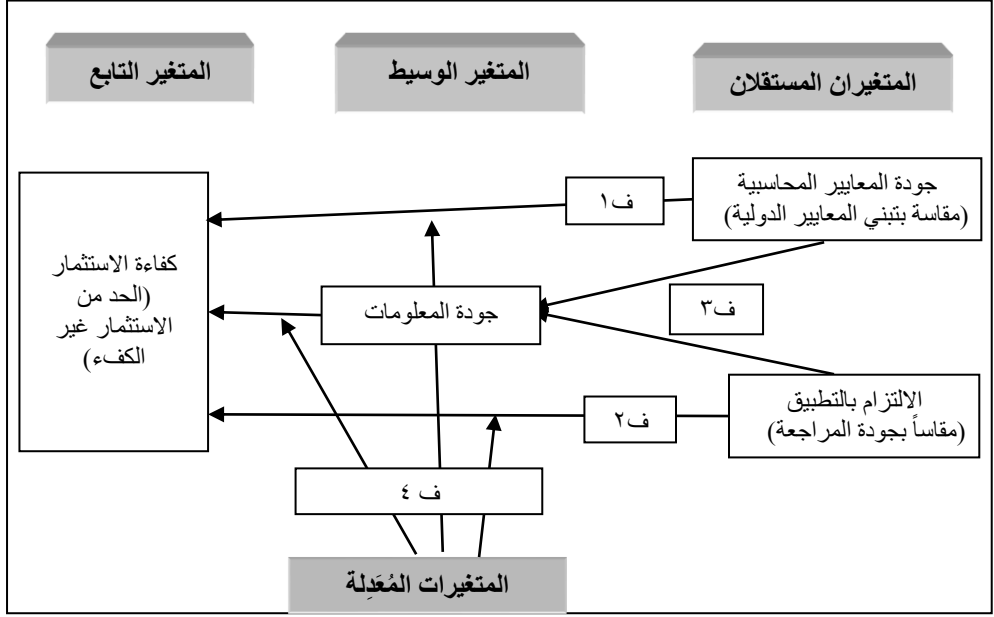 المتغيران المستقلان
المتغير الوسيط
المتغير التابع
جودة المعايير المحاسبية
(مقاسة بتبني المعايير الدولية)
ف١
كفاءة الاستثمار
(الحد من
الاستثمار غير
الكفء)
جودة المعلومات
ف٣
الالتزام بالتطبيق
(مقاساً بجودة المراجعة)
ف٢
ف ٤
المتغيرات المُعَدِلة